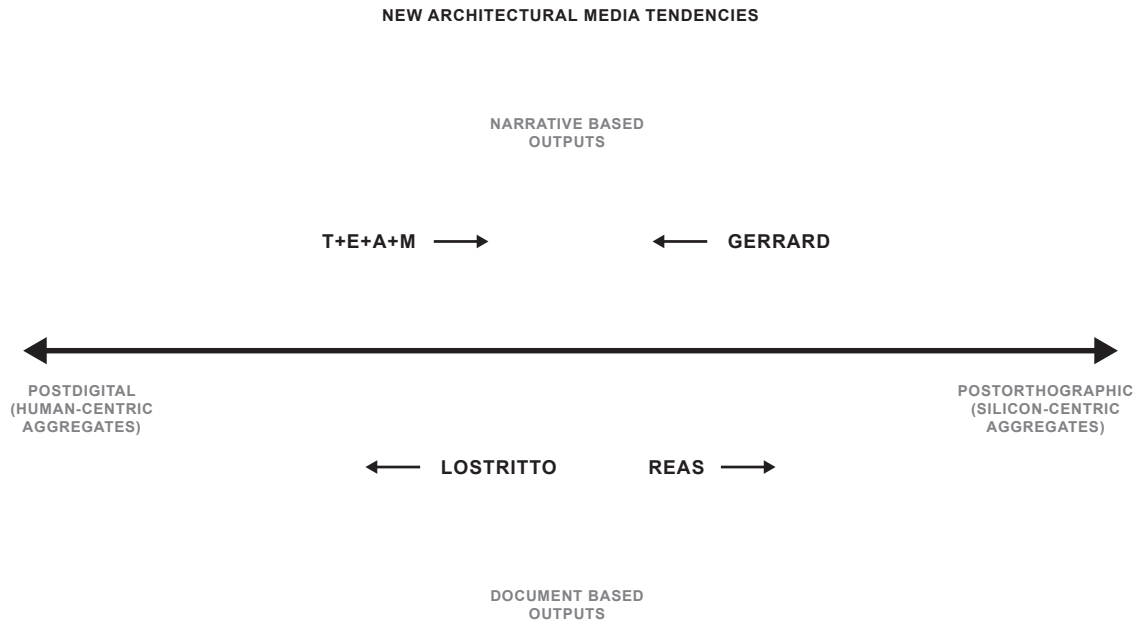 NEW ARCHITECTURAL MEDIA TENDENCIES
NARRATIVE BASED
OUTPUTS
T+E+A+M
GERRARD
POSTDIGITAL
(HUMAN-CENTRIC
AGGREGATES)
POSTORTHOGRAPHIC
(SILICON-CENTRIC
AGGREGATES)
LOSTRITTO
REAS
DOCUMENT BASED
OUTPUTS